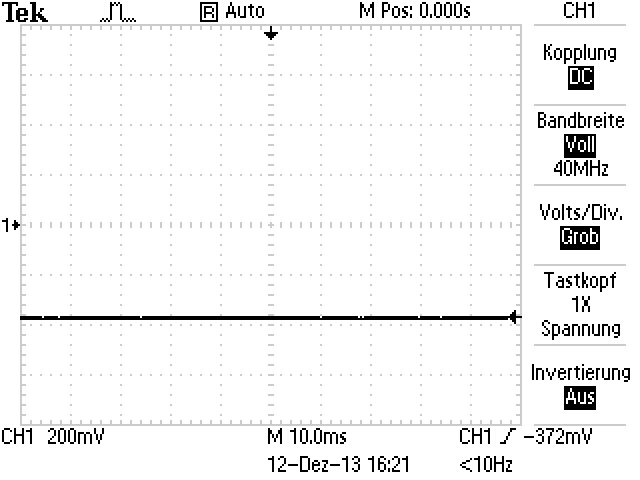 Tek R Auto M Pos: 0.000s CH1
Kopplung
DC
Bandbreite
Voll
40MHz
1
Volts/Div.
Grob
Tastkopf
1X
Spannung
Invertierung
Aus
CH1 200mV M 10.0ms CH1 -372mV
12-Dez-13 16:21 <10Hz